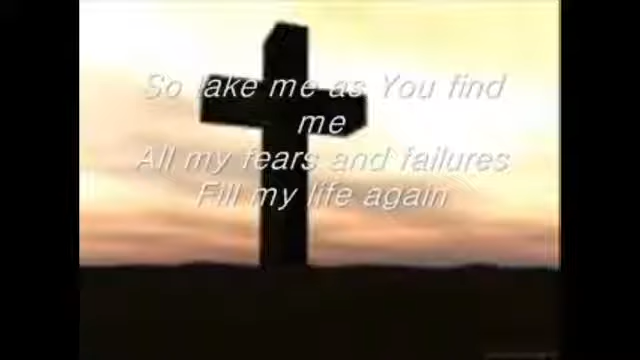 So take me as You find
me
All my fears and failures
Fill my life again